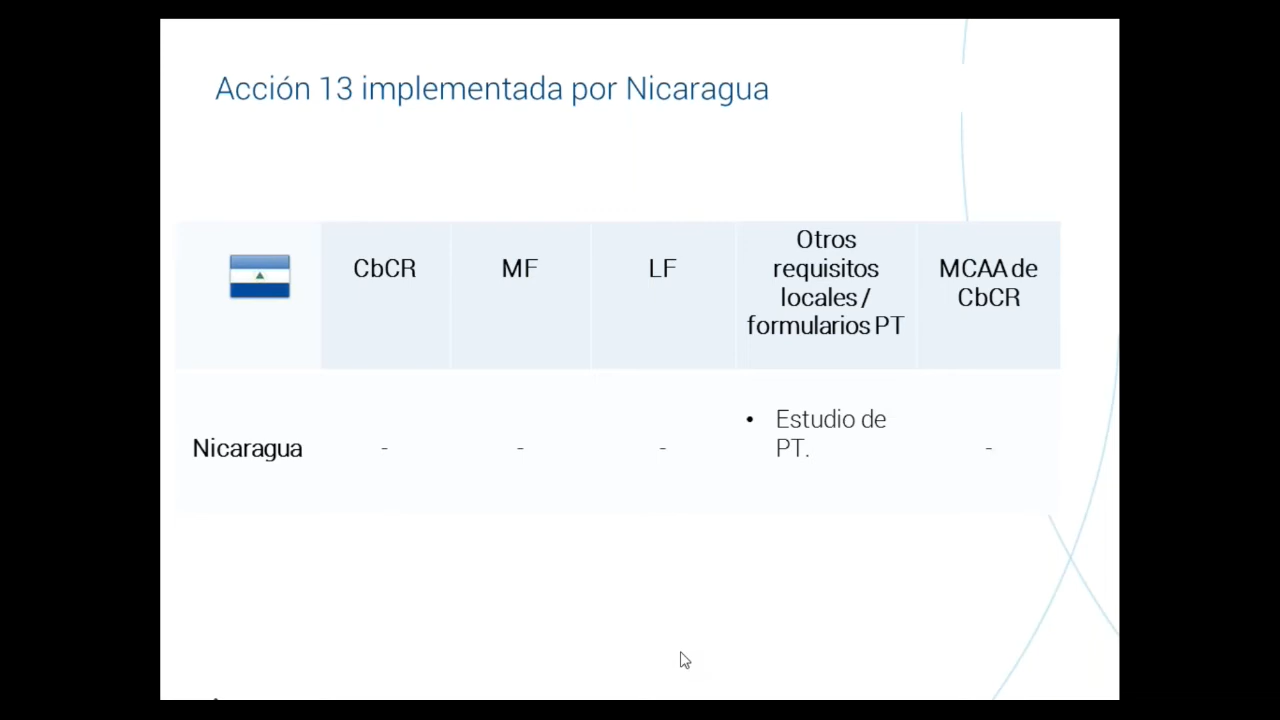 Acción 13 implementada por Nicaragua
CbCR
MF
LF
Otros
requisitos
locales /
formularios PT
MCAA de
CbCR
Nicaragua
-
-
-
• Estudio de
PT.
-